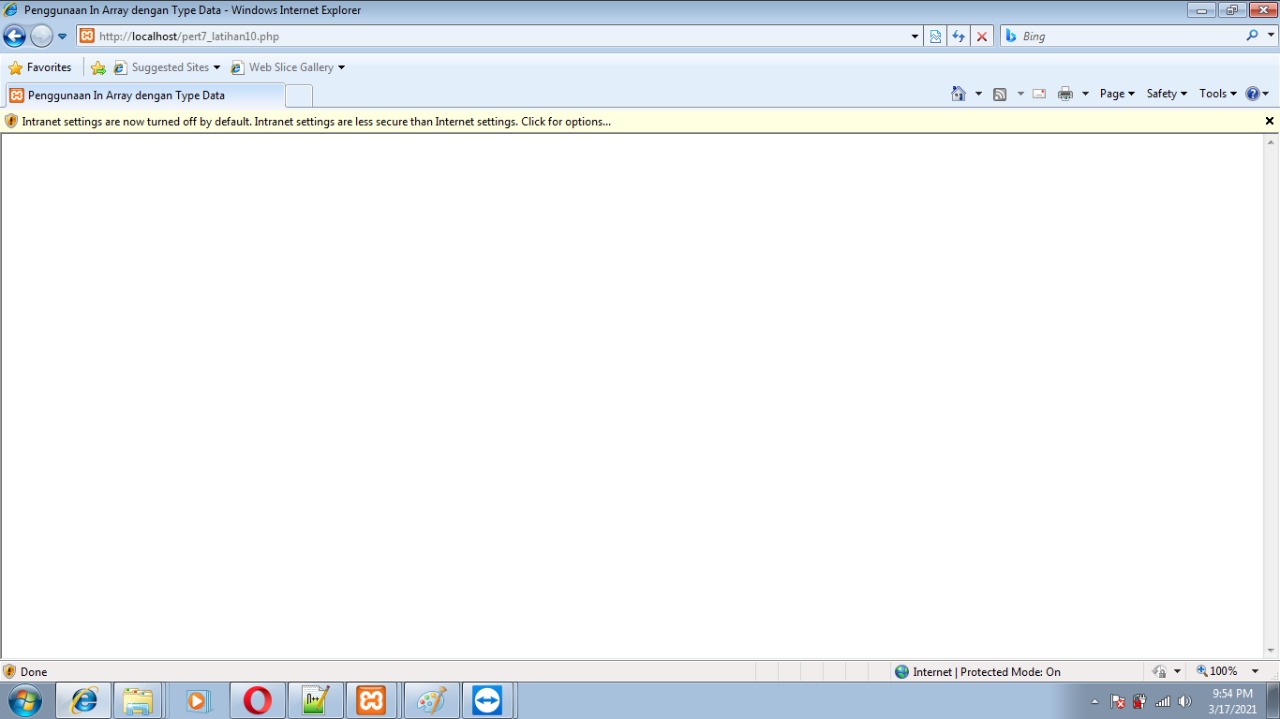 Penggunaan In Array dengan Type Data - Windows Internet Explorer
http://localhost/pert7_latihan10.php
Bing
Favorites
Suggested Sites
Web Slice Gallery
Penggunaan In Array dengan Type Data
Page
Safety
Tools
Intranet settings are now turned off by default. Intranet settings are less secure than Internet settings. Click for options...
Done
Internet | Protected Mode: On
100%
9:54 PM
3/17/2021